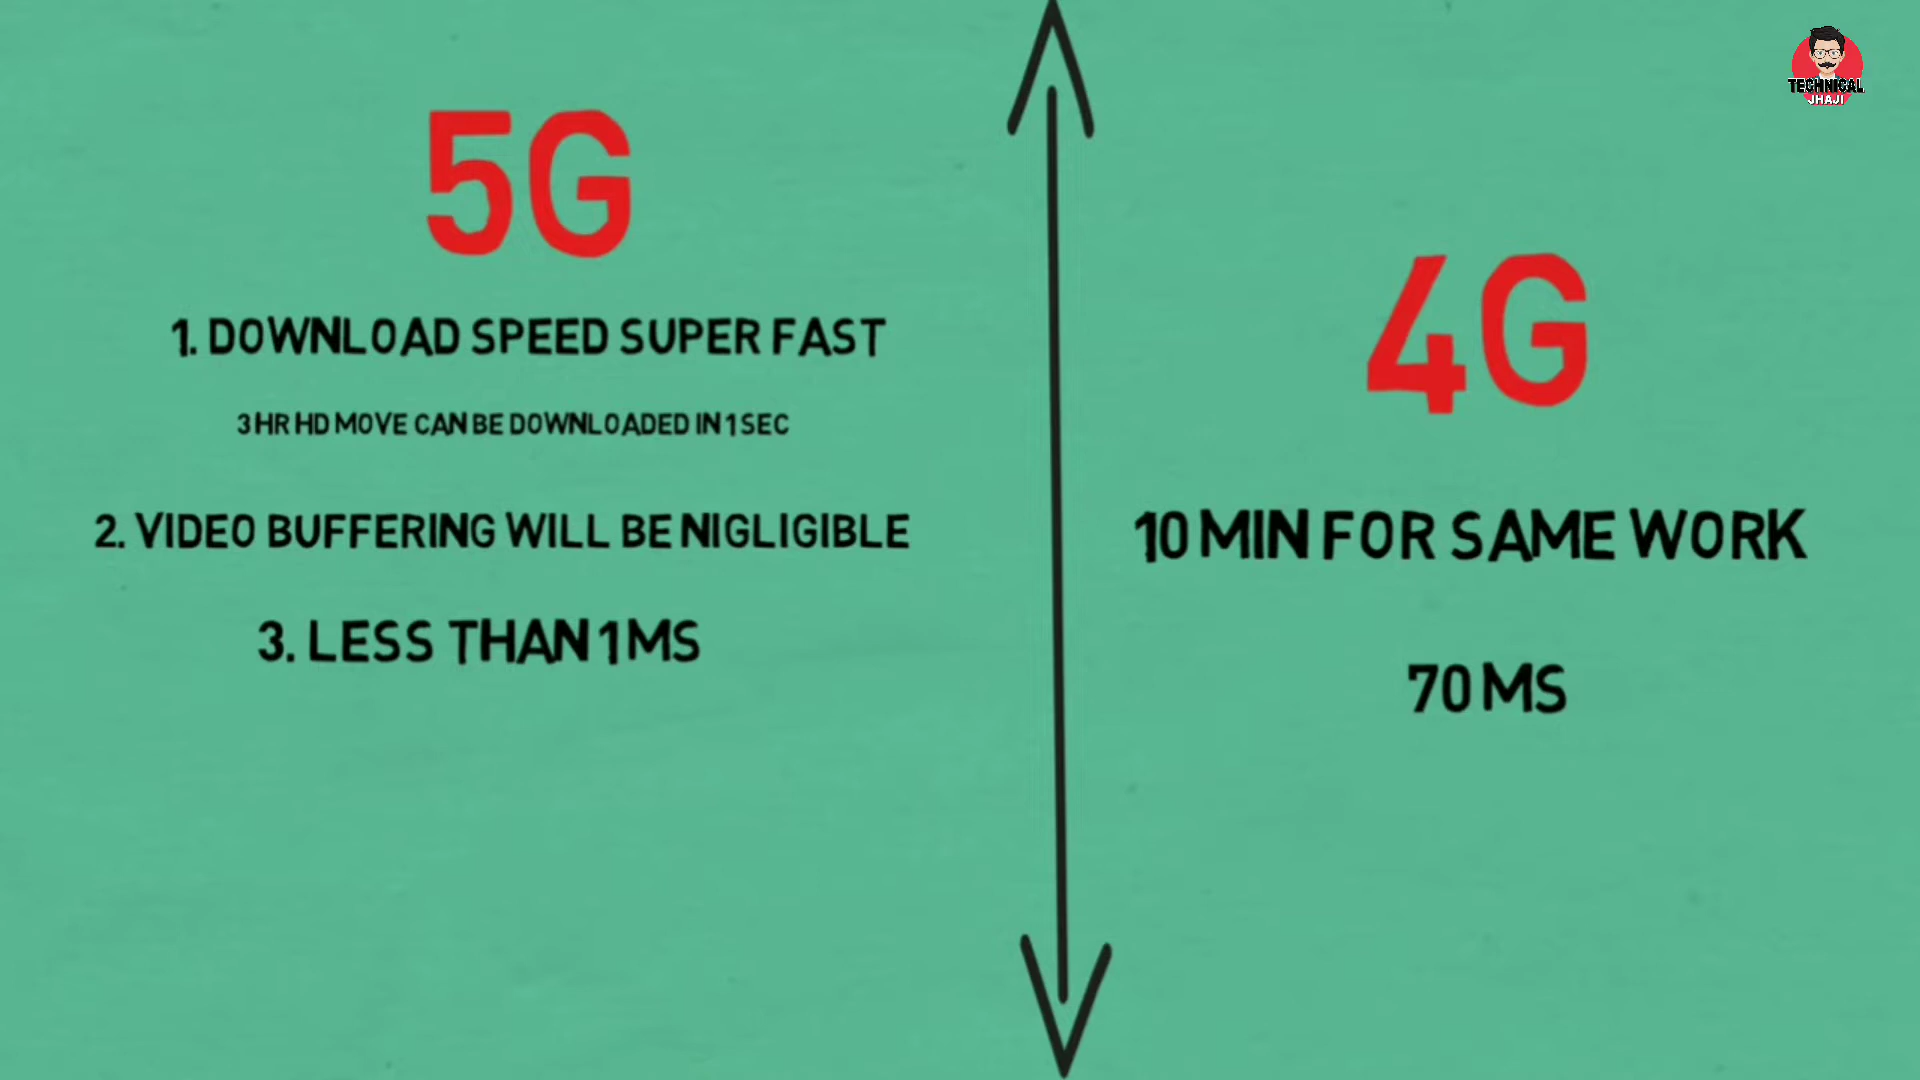 5G
1. DOWNLOAD SPEED SUPER FAST
3 HR HD MOVE CAN BE DOWNLOADED IN 1 SEC
2. VIDEO BUFFERING WILL BE NIGLIGIBLE
3. LESS THAN 1 MS
4G
10 MIN FOR SAME WORK
70 MS
TECHNICAL
JHAJI